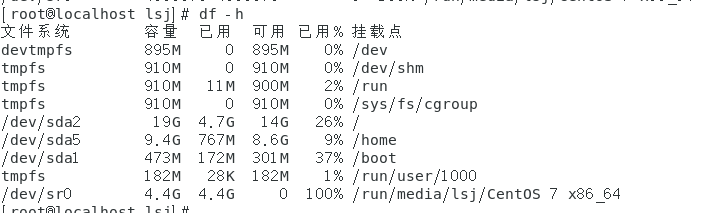 [root@localhost lsj]# df -h
文件系统 容量 已用 可用 已用% 挂载点
devtmpfs 895M 0 895M 0% /dev
tmpfs 910M 0 910M 0% /dev/shm
tmpfs 910M 11M 900M 2% /run
tmpfs 910M 0 910M 0% /sys/fs/cgroup
/dev/sda2 19G 4.7G 14G 26% /
/dev/sda5 9.4G 767M 8.6G 9% /home
/dev/sda1 473M 172M 301M 37% /boot
tmpfs 182M 28K 182M 1% /run/user/1000
/dev/sr0 4.4G 4.4G 0 100% /run/media/lsj/CentOS 7 x86_64
[root@localhost lsj]#